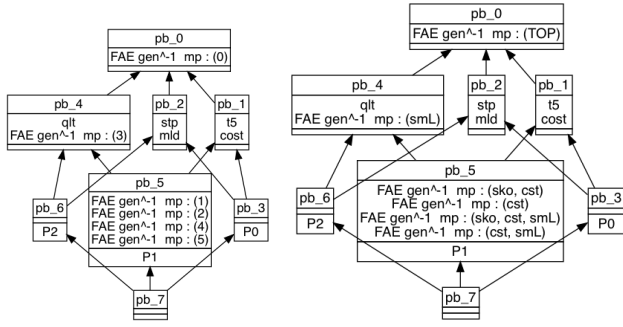 pb_0
FAE gen^-1 mp : (0)
pb_4
qlt
FAE gen^-1 mp : (3)
pb_2
stp
mld
pb_1
t5
cost
pb_5
FAE gen^-1 mp : (1)
FAE gen^-1 mp : (2)
FAE gen^-1 mp : (4)
FAE gen^-1 mp : (5)
P1
pb_6
P2
pb_3
P0
pb_7
pb_0
FAE gen^-1 mp : (TOP)
pb_4
qlt
FAE gen^-1 mp : (smL)
pb_2
stp
mld
pb_1
t5
cost
pb_5
FAE gen^-1 mp : (sko, cst)
FAE gen^-1 mp : (cst)
FAE gen^-1 mp : (sko, cst, smL)
FAE gen^-1 mp : (cst, smL)
P1
pb_6
P2
pb_3
P0
pb_7